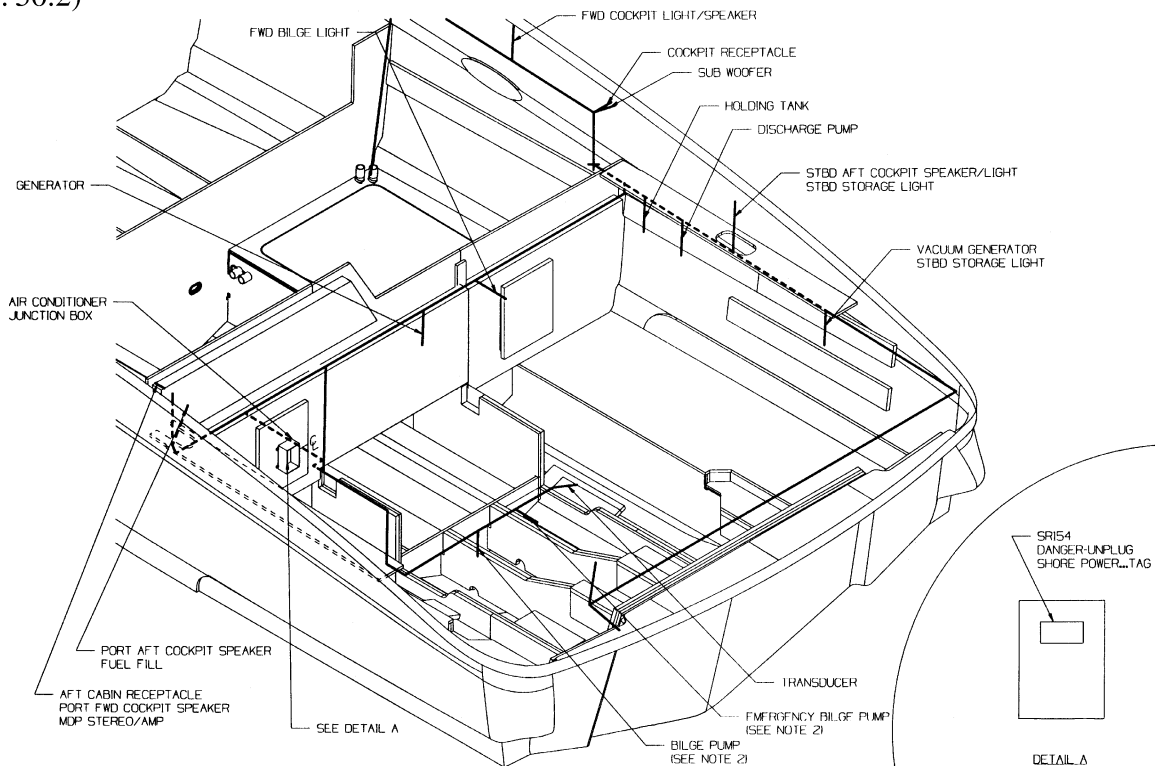 : 36.2)
FWD COCKPIT LIGHT/SPEAKER
FWD BILGE LIGHT
COCKPIT RECEPTACLE
SUB WOOFER
HOLDING TANK
DISCHARGE PUMP
GENERATOR
STBD AFT COCKPIT SPEAKER/LIGHT
STBD STORAGE LIGHT
VACUUM GENERATOR
STBD STORAGE LIGHT
AIR CONDITIONER
JUNCTION BOX
SR154
DANGER-UNPLUG
SHORE POWER...TAG
PORT AFT COCKPIT SPEAKER
FUEL FILL
TRANSDUCER
AFT CABIN RECEPTACLE
PORT FWD COCKPIT SPEAKER
MDP STEREO/AMP
SEE DETAIL A
EMERGENCY BILGE PUMP
(SEE NOTE 2)
BILGE PUMP
(SEE NOTE 2)
DETAIL A